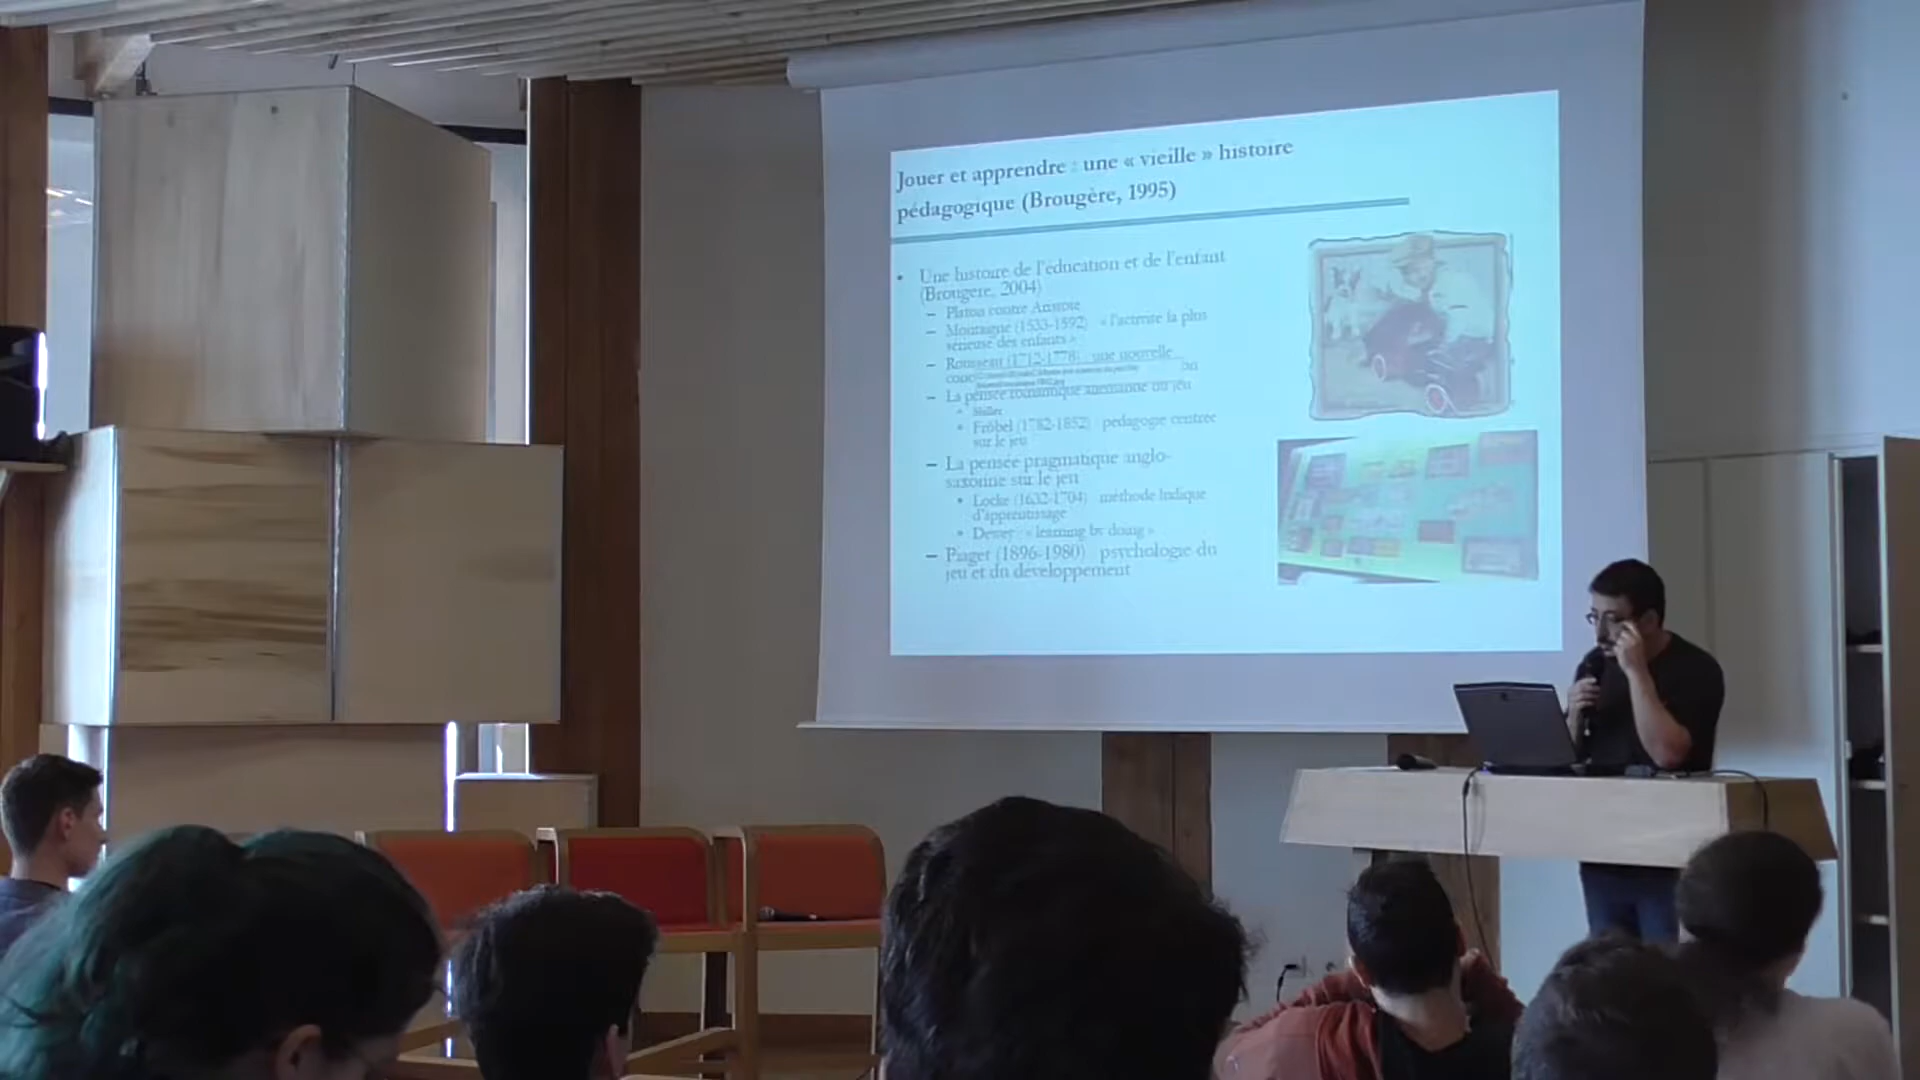 Jouer et apprendre : une « vieille » histoire
pédagogique (Brougère, 1995)
• Une histoire de l'éducation et de l'enfant
(Brougère, 2004)
– Platon contre Aristote
– Montaigne (1533-1592) : « l'activité la plus
sérieuse des enfants »
– Rousseau (1712-1778) : une nouvelle
– La pensée romantique allemande du jeu
• Fröbel (1782-1852) : pédagogie centrée
sur le jeu
– La pensée pragmatique anglo-
saxonne sur le jeu
• Locke (1632-1704) : méthode ludique
d'apprentissage
• Dewey : « learning by doing »
– Piaget (1896-1980) : psychologie du
jeu et du développement